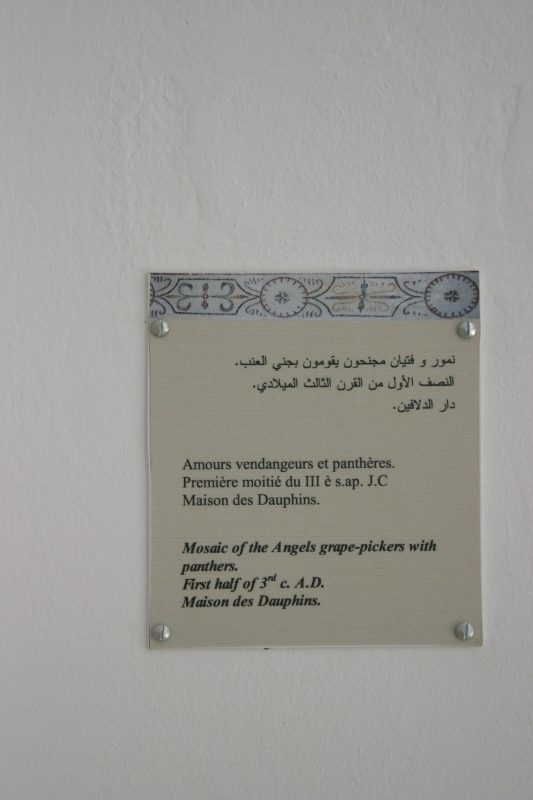 نمور و فتيان مجنحون يقومون بجني العنب.
النصف الأول من القرن الثالث الميلادي.
دار الدلافين.
Amours vendangeurs et panthères.
Première moitié du III è s.ap. J.C
Maison des Dauphins.
Mosaic of the Angels grape-pickers with
panthers.
First half of 3rd c. A.D.
Maison des Dauphins.